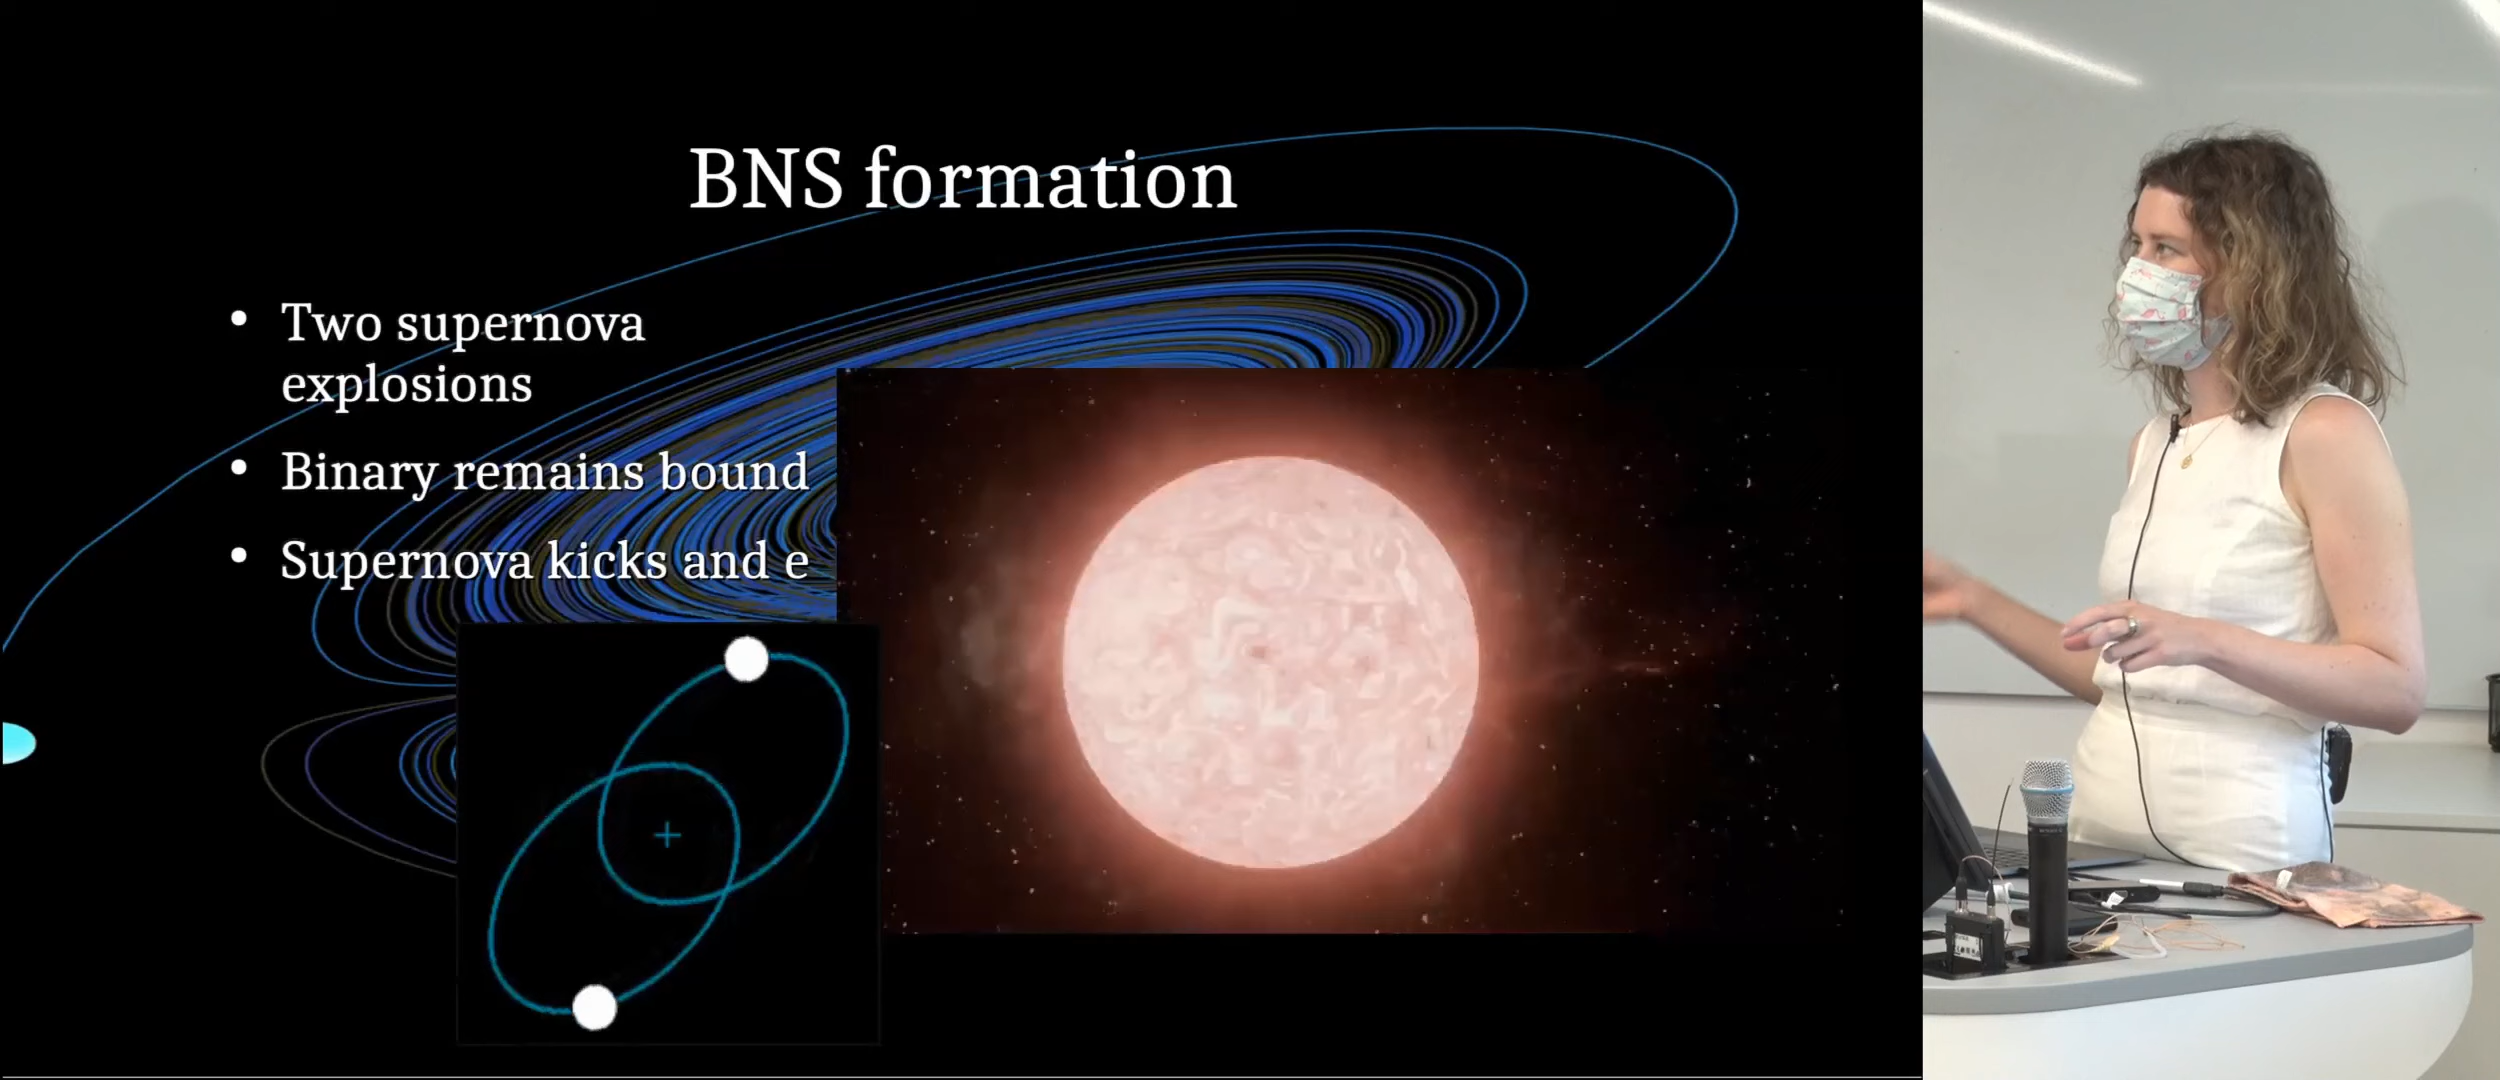 BNS formation
• Two supernova
explosions
• Binary remains bound
• Supernova kicks and e